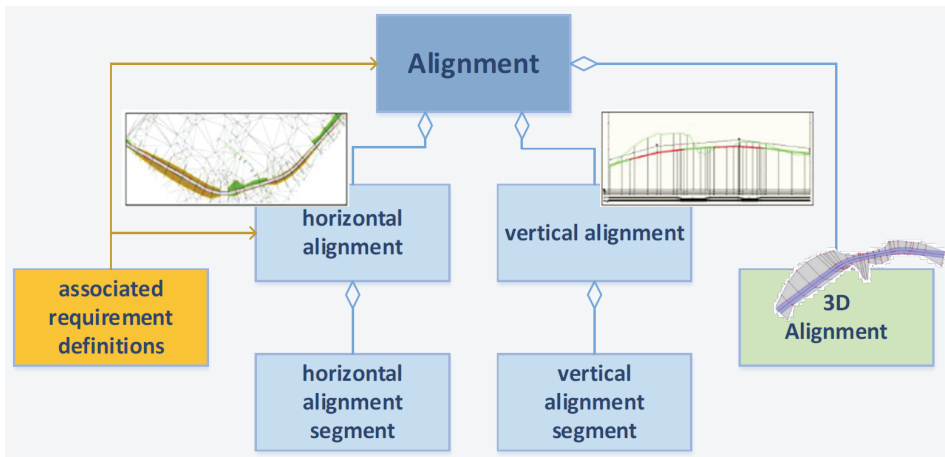 Alignment
horizontal
alignment
vertical alignment
associated
requirement
definitions
3D
Alignment
horizontal
alignment
segment
vertical
alignment
segment